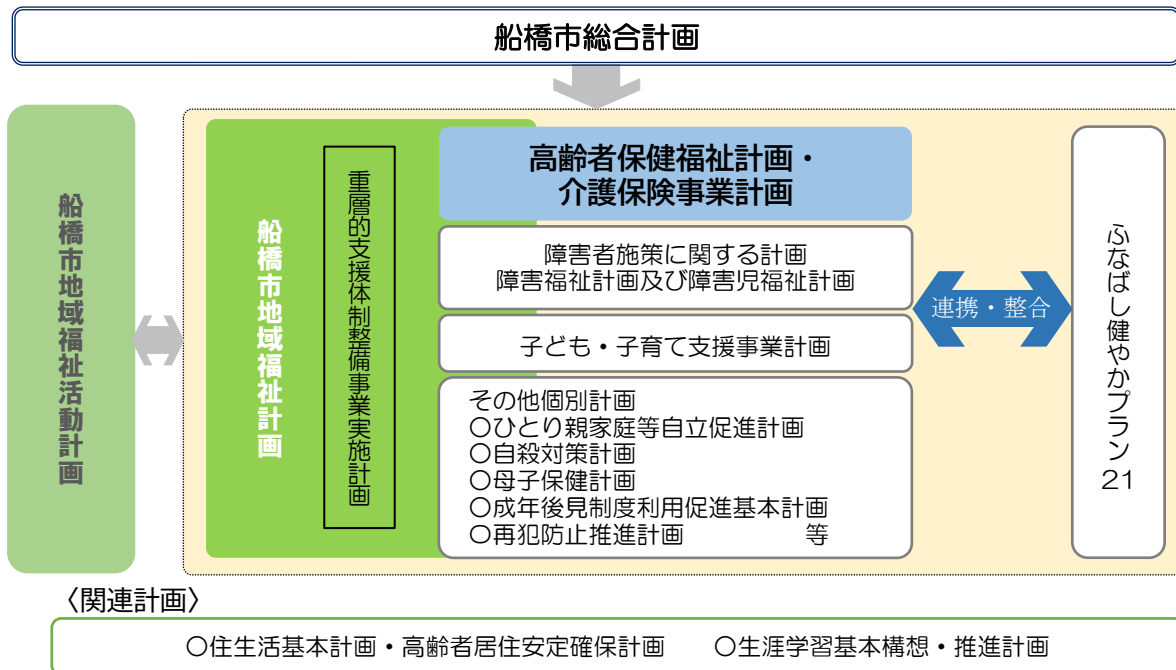 船橋市総合計画
船橋市地域福祉活動計画
船橋市地域福祉計画
重層的支援体制整備事業実施計画
高齢者保健福祉計画・
介護保険事業計画
障害者施策に関する計画
障害福祉計画及び障害児福祉計画
子ども・子育て支援事業計画
その他個別計画
〇ひとり親家庭等自立促進計画
〇自殺対策計画
〇母子保健計画
〇成年後見制度利用促進基本計画
〇再犯防止推進計画 等
連携・整合
ふなばし健やかプラン21
〈関連計画〉
〇住生活基本計画・高齢者居住安定確保計画 〇生涯学習基本構想・推進計画